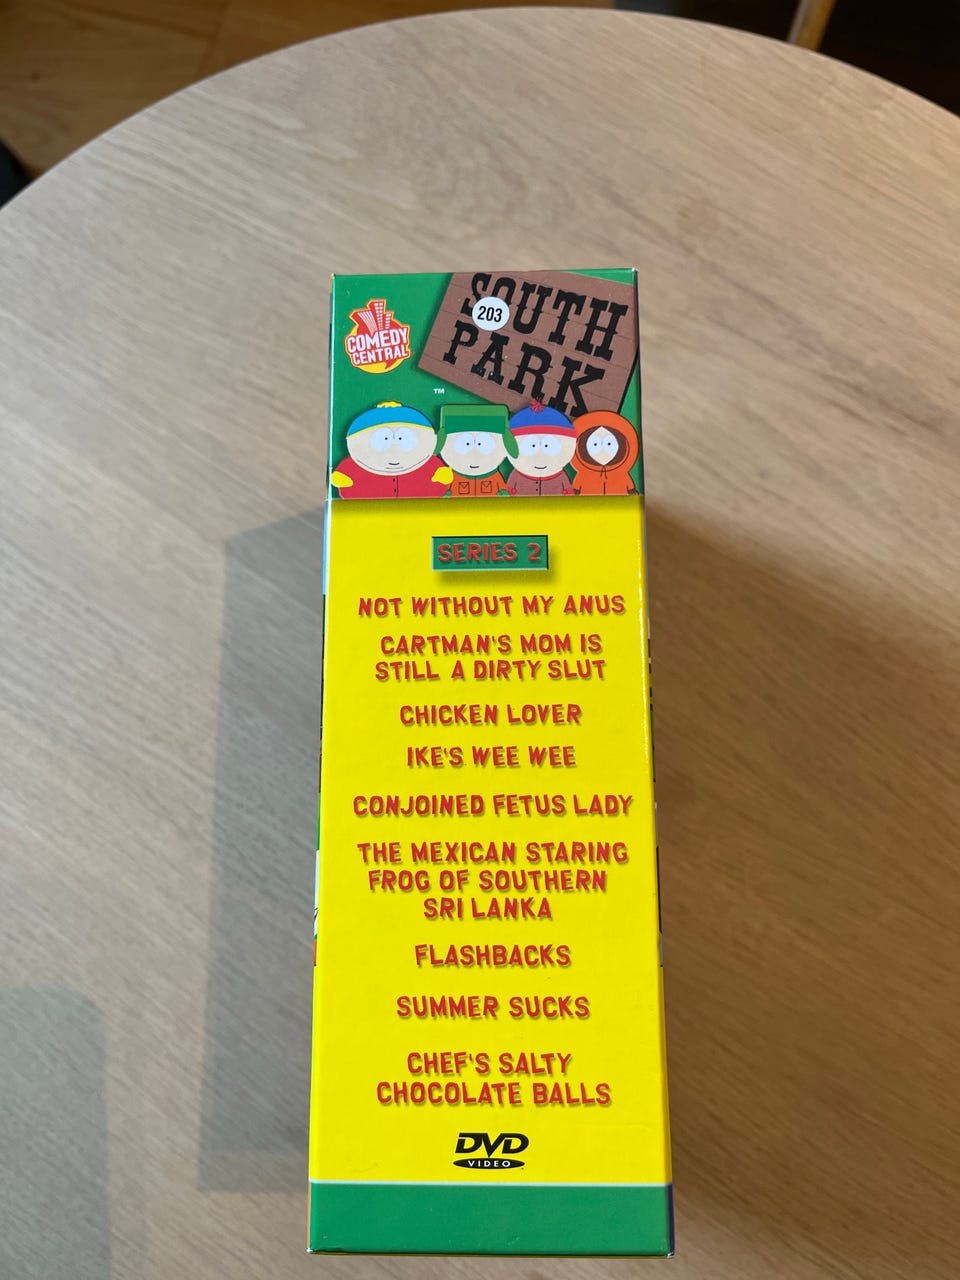 COMEDY
CENTRAL
SOUTH
203
PARK
TM
SERIES 2
NOT WITHOUT MY ANUS
CARTMAN'S MOM IS
STILL A DIRTY SLUT
CHICKEN LOVER
IKE'S WEE WEE
CONJOINED FETUS LADY
THE MEXICAN STARING
FROG OF SOUTHERN
SRI LANKA
FLASHBACKS
SUMMER SUCKS
CHEF'S SALTY
CHOCOLATE BALLS
DVD
VIDEO